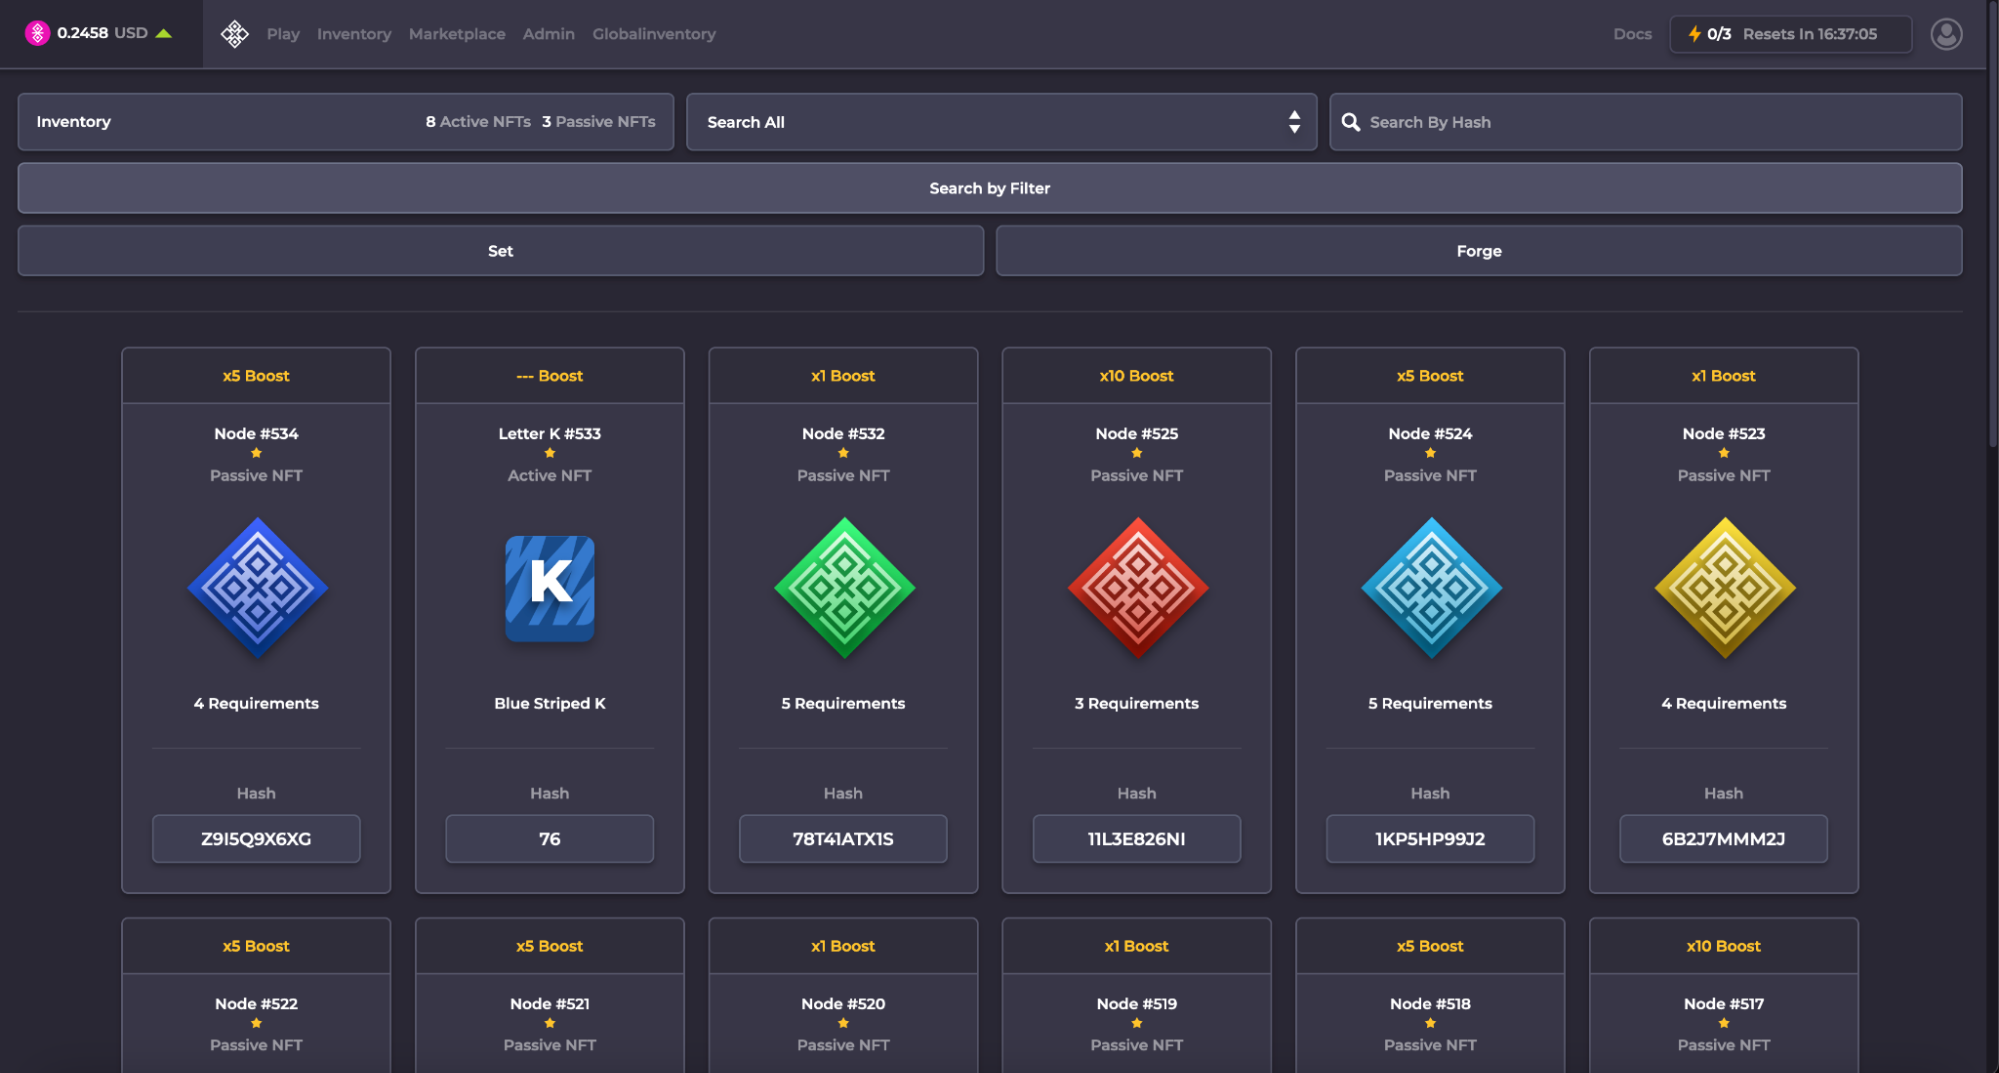 0.2458 USD
Play Inventory Marketplace Admin Globalinventory
Docs
0/3 Resets In 16:37:05
Inventory
8 Active NFTs 3 Passive NFTs
Search All
Search By Hash
Search by Filter
Set
Forge
x5 Boost
Node #534
Passive NFT
4 Requirements
Hash
Z9I5Q9X6XG
--- Boost
Letter K #533
Active NFT
K
Blue Striped K
Hash
76
x1 Boost
Node #532
Passive NFT
5 Requirements
Hash
78T41ATX1S
x10 Boost
Node #525
Passive NFT
3 Requirements
Hash
11L3E826NI
x5 Boost
Node #524
Passive NFT
5 Requirements
Hash
1KP5HP99J2
x1 Boost
Node #523
Passive NFT
4 Requirements
Hash
6B2J7MMM2J
x5 Boost
Node #522
Passive NFT
x5 Boost
Node #521
Passive NFT
x1 Boost
Node #520
Passive NFT
x1 Boost
Node #519
Passive NFT
x5 Boost
Node #518
Passive NFT
x10 Boost
Node #517
Passive NFT